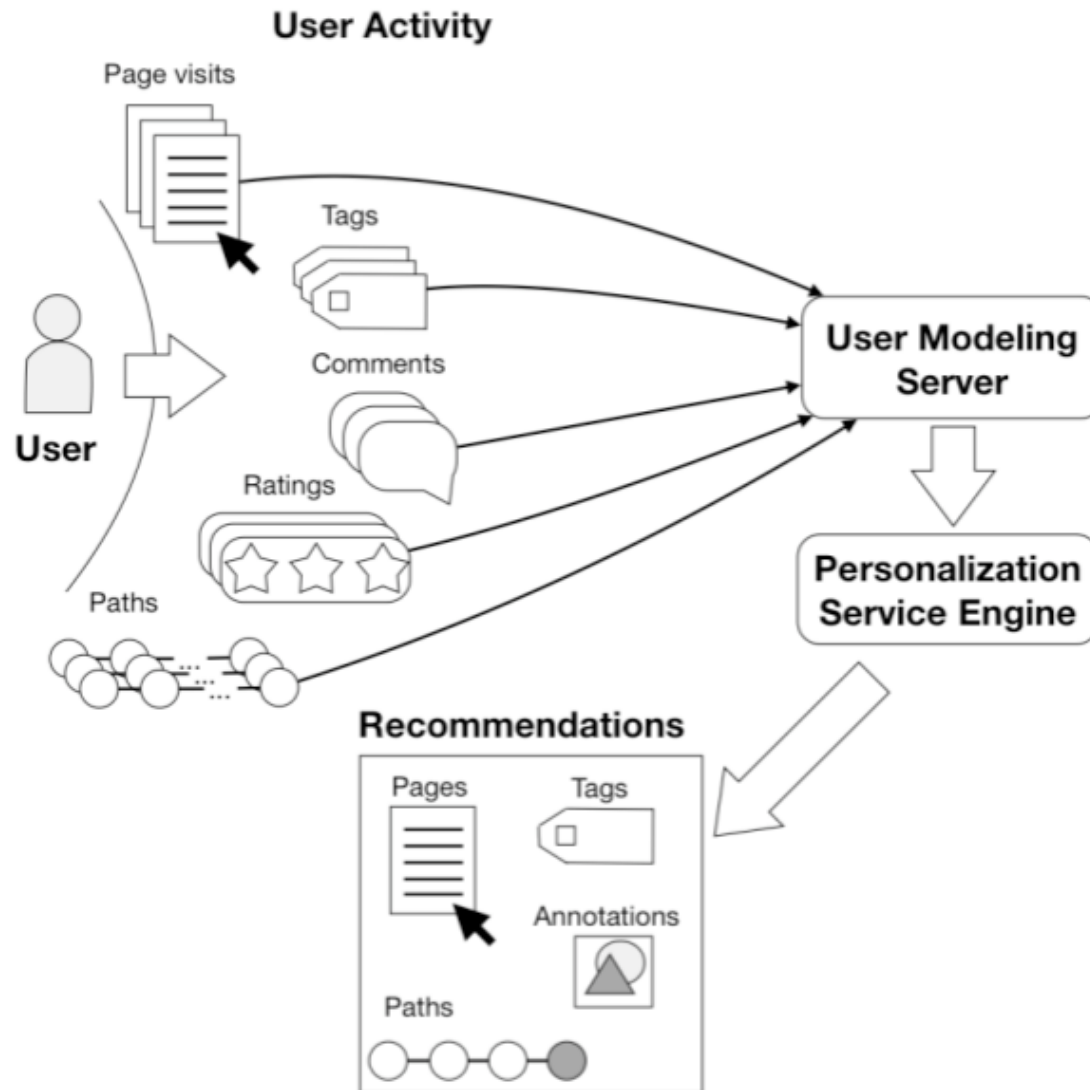 User Activity
Page visits
Tags
Comments
User
Ratings
Paths
...
...
...
User Modeling
Server
Personalization
Service Engine
Recommendations
Pages
Tags
Annotations
Paths